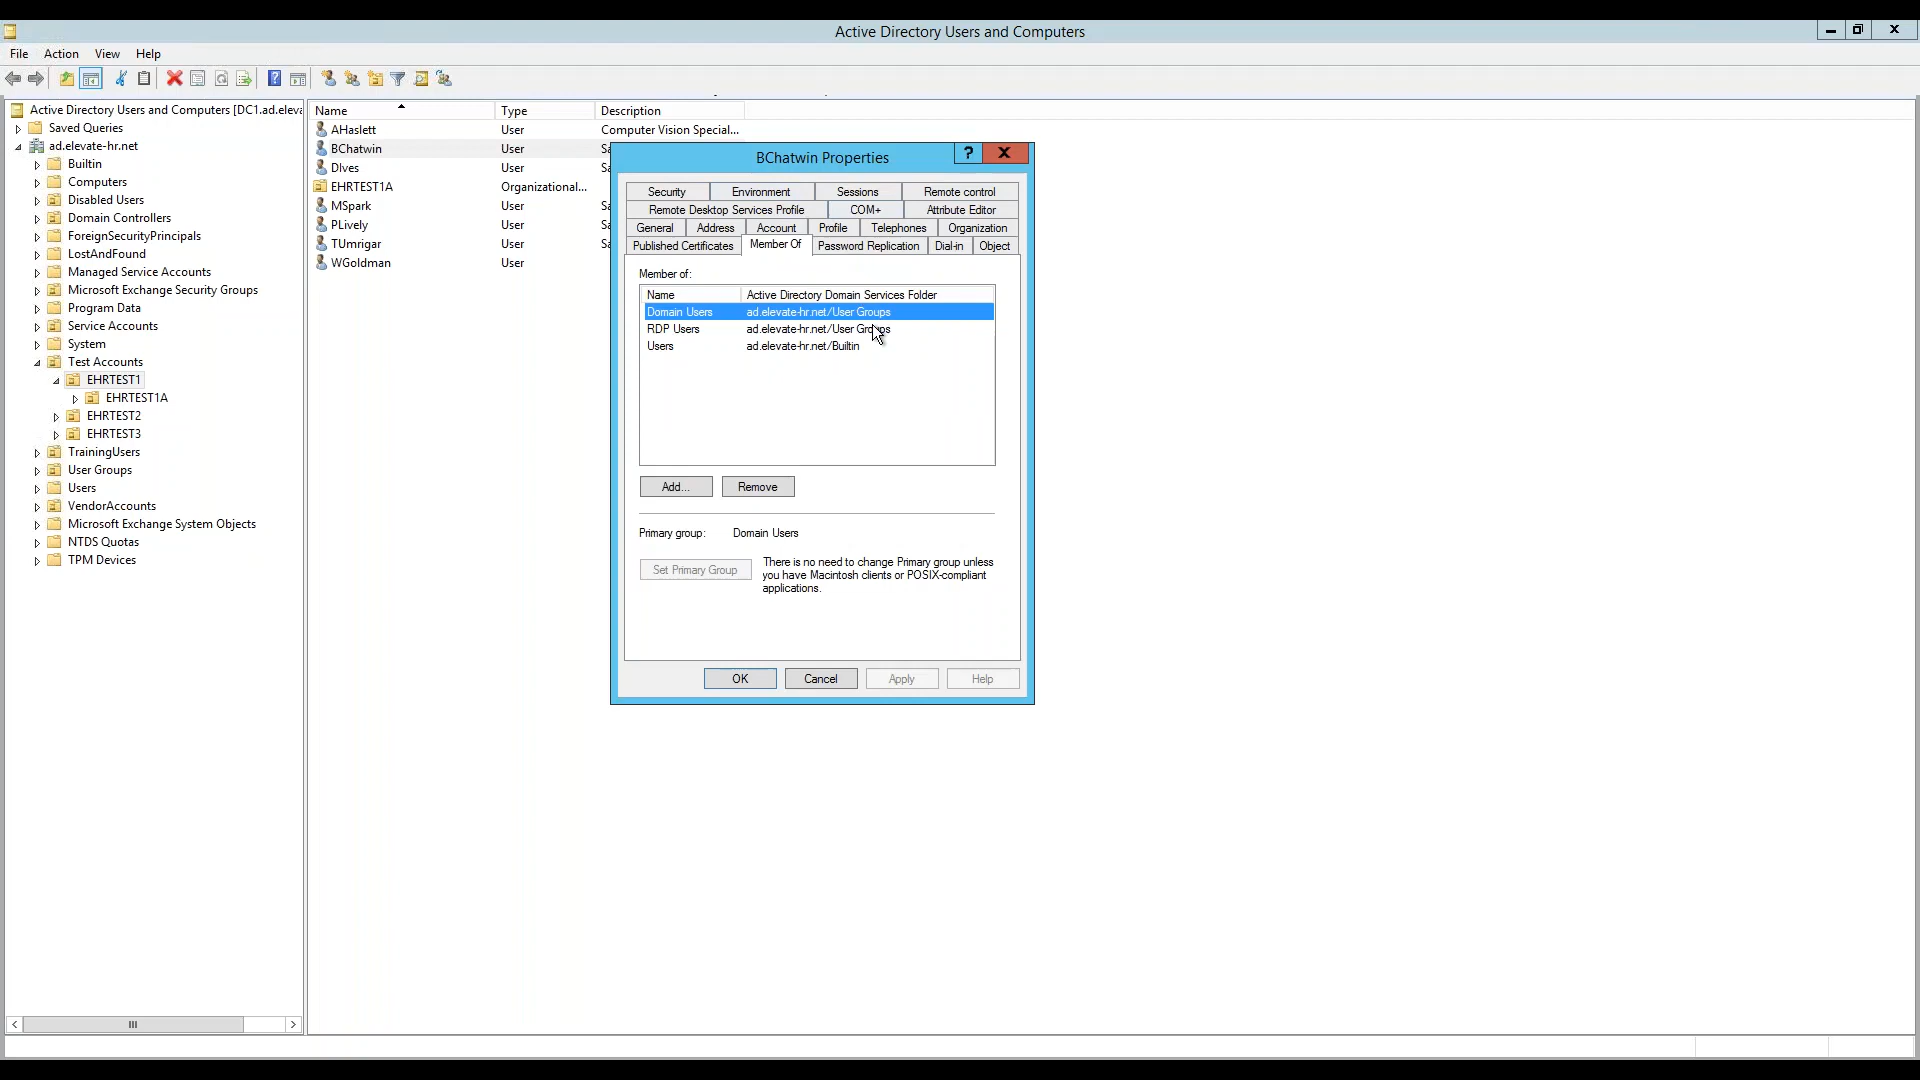 Active Directory Users and Computers
File Action View Help
Active Directory Users and Computers [DC1.ad.eleva
Saved Queries
ad.elevate-hr.net
Builtin
Computers
Disabled Users
Domain Controllers
ForeignSecurityPrincipals
LostAndFound
Managed Service Accounts
Microsoft Exchange Security Groups
Program Data
Service Accounts
System
Test Accounts
EHRTEST1
EHRTEST1A
EHRTEST2
EHRTEST3
TrainingUsers
User Groups
Users
VendorAccounts
Microsoft Exchange System Objects
NTDS Quotas
TPM Devices
Name Type Description
AHaslett User Computer Vision Special...
BChatwin User Sa
DIves User Sa
EHRTEST1A Organizational...
MSpark User Sa
PLively User Sa
TUmrigar User Sa
WGoldman User
BChatwin Properties
Security Environment Sessions Remote control
Remote Desktop Services Profile COM+ Attribute Editor
General Address Account Profile Telephones Organization
Published Certificates Member Of Password Replication Dial-in Object
Member of:
Name Active Directory Domain Services Folder
Domain Users ad.elevate-hr.net/User Groups
RDP Users ad.elevate-hr.net/User Groups
Users ad.elevate-hr.net/Builtin
Add... Remove
Primary group: Domain Users
Set Primary Group
There is no need to change Primary group unless
you have Macintosh clients or POSIX-compliant
applications.
OK Cancel Apply Help